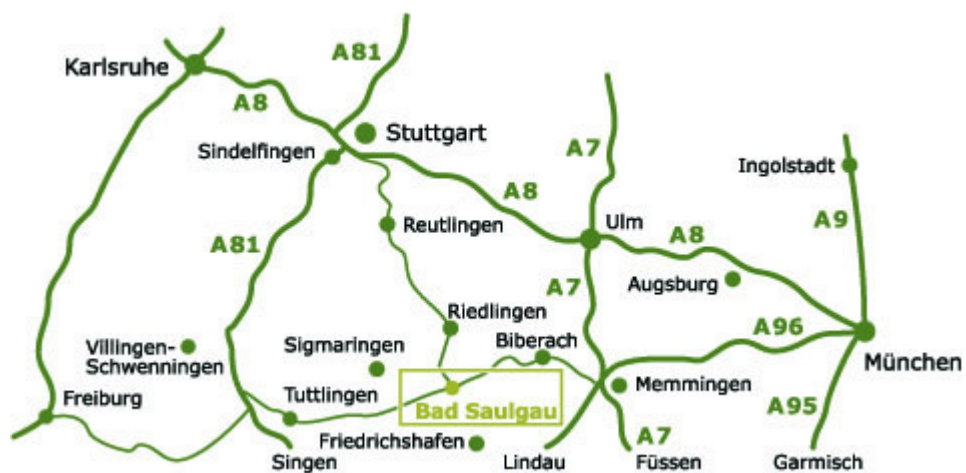 A81
Karlsruhe
A8
Stuttgart
Sindelfingen
A7
Ingolstadt
A8
Reutlingen
Ulm
A8
A9
A81
A7
Augsburg
Riedlingen
A96
Villingen-
Schwenningen
Sigmaringen
Biberach
München
Freiburg
Tuttlingen
Bad Saulgau
Memmingen
A95
Friedrichshafen
A7
Singen
Lindau
Füssen
Garmisch